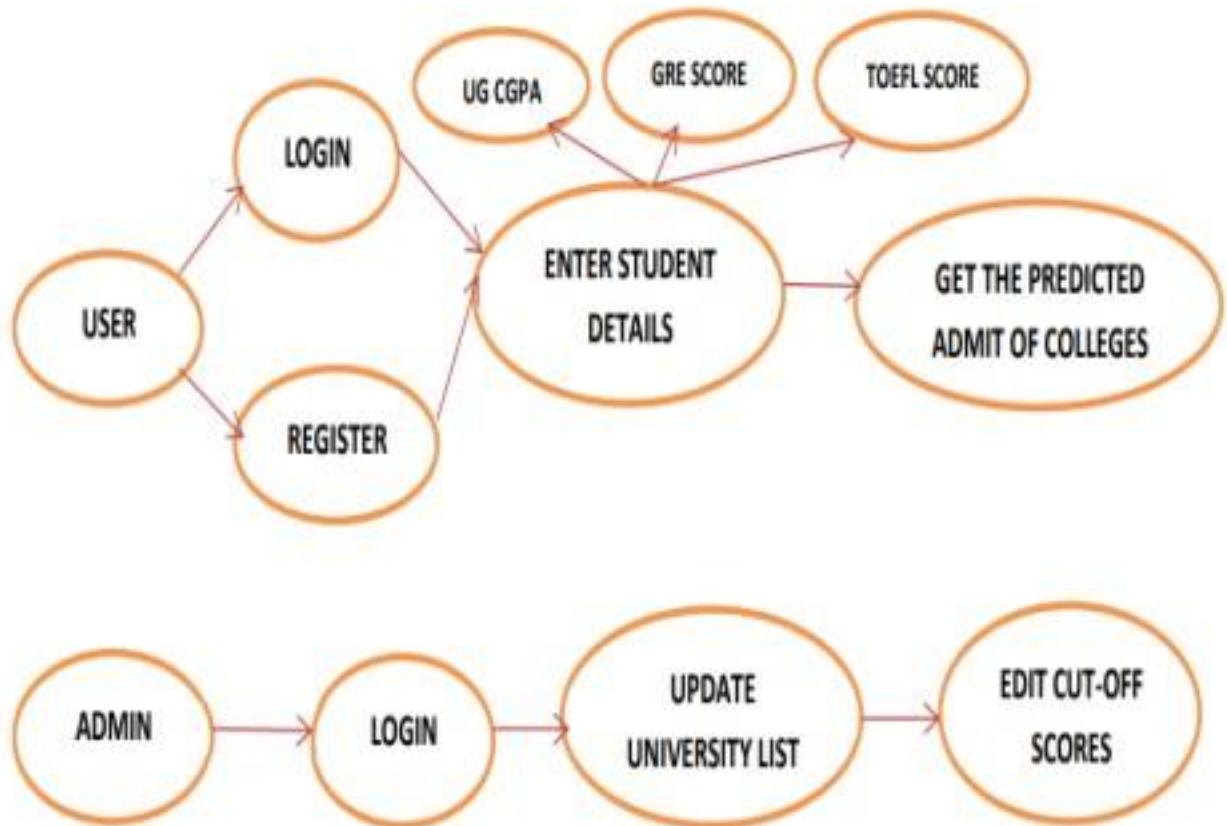 UG CGPA
GRE SCORE
TOEFL SCORE
LOGIN
USER
REGISTER
ENTER STUDENT
DETAILS
GET THE PREDICTED
ADMIT OF COLLEGES
ADMIN
LOGIN
UPDATE
UNIVERSITY LIST
EDIT CUT-OFF
SCORES